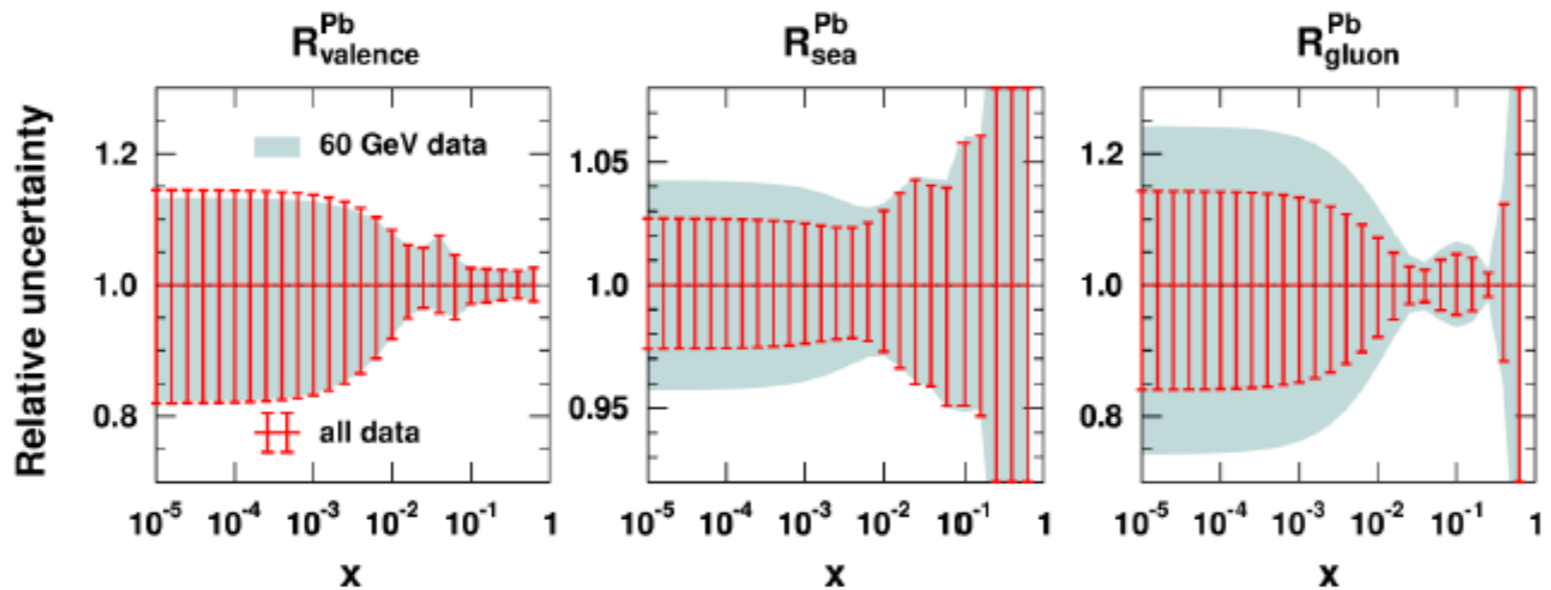 R^Pb_valence
R^Pb_sea
R^Pb_gluon
Relative uncertainty
1.2
1.0
0.8
60 GeV data
all data
10^-5 10^-4 10^-3 10^-2 10^-1 1
x
1.05
1.0
0.95
10^-5 10^-4 10^-3 10^-2 10^-1 1
x
1.2
1.0
0.8
10^-5 10^-4 10^-3 10^-2 10^-1 1
x